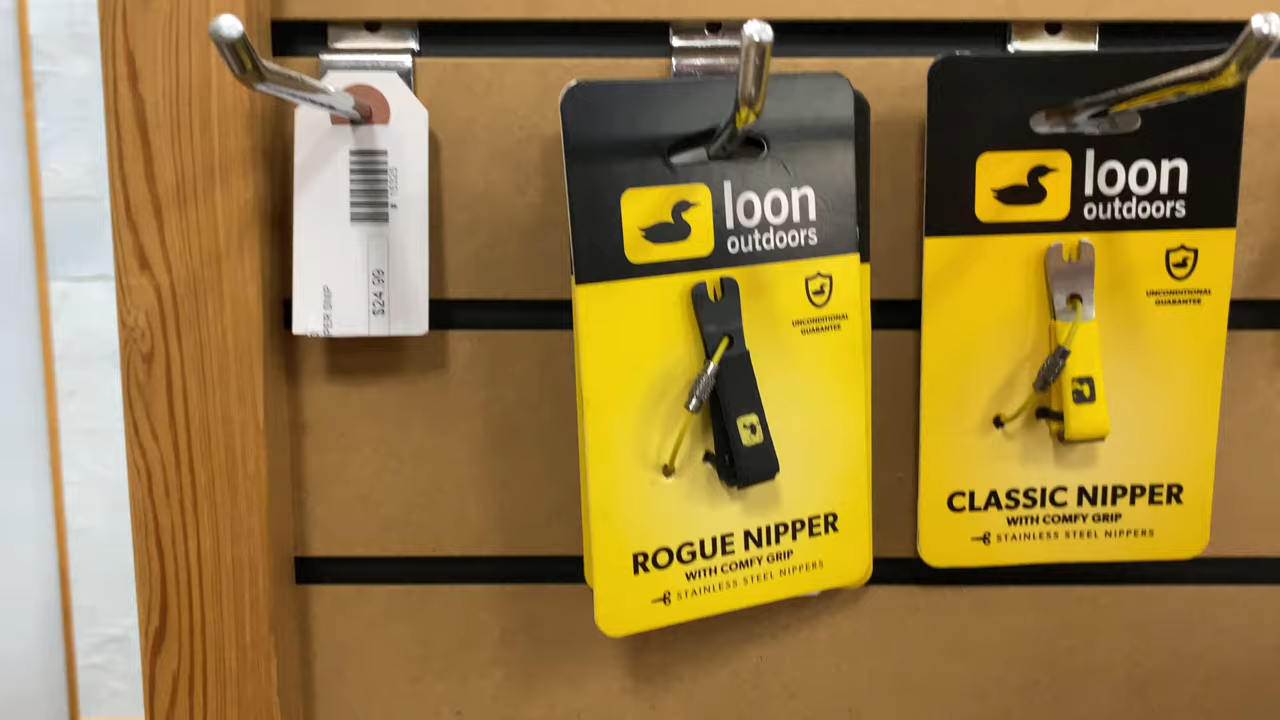 $24.99
loon
outdoors
UNCONDITIONAL
GUARANTEE
ROGUE NIPPER
WITH COMFY GRIP
STAINLESS STEEL NIPPERS
loon
outdoors
UNCONDITIONAL
GUARANTEE
CLASSIC NIPPER
WITH COMFY GRIP
STAINLESS STEEL NIPPERS